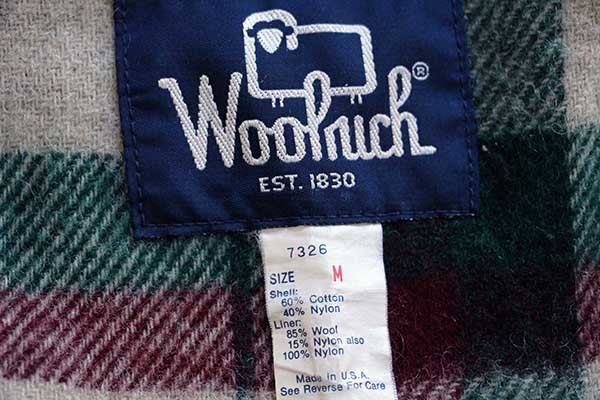 Woolrich®
EST. 1830
7326
SIZE M
Shell:
60% Cotton
40% Nylon
Liner:
85% Wool
15% Nylon also
100% Nylon
Made in U.S.A.
See Reverse For Care